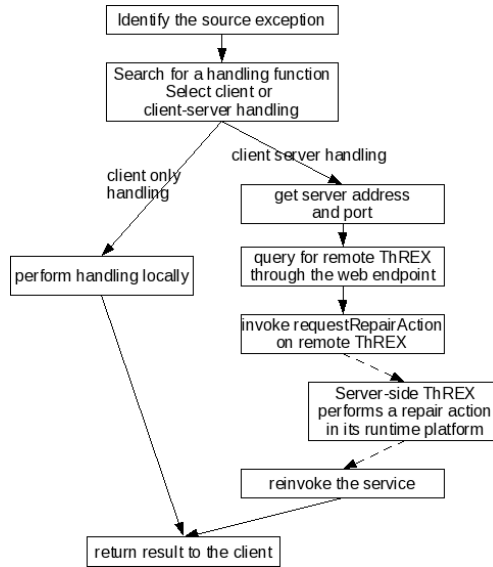 Identify the source exception
Search for a handling function
Select client or
client-server handling
client only
handling
client server handling
get server address
and port
perform handling locally
query for remote ThREX
through the web endpoint
invoke requestRepairAction
on remote ThREX
Server-side ThREX
performs a repair action
in its runtime platform
reinvoke the service
return result to the client